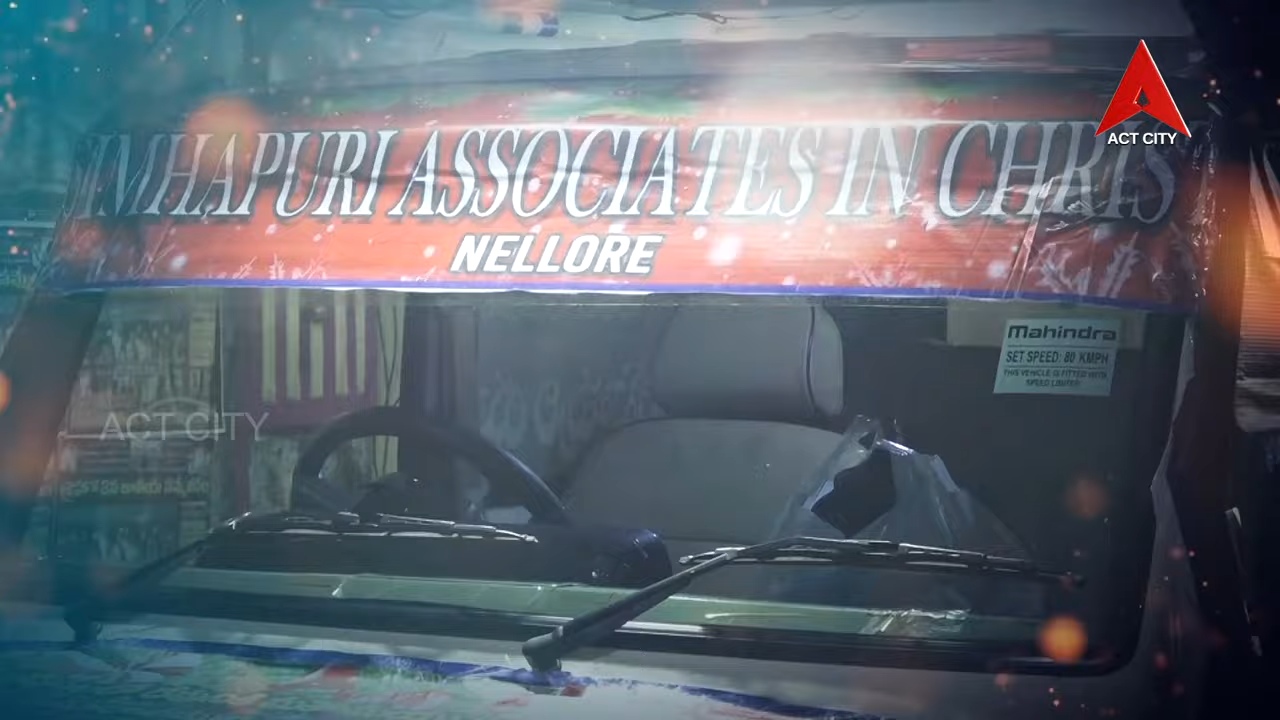 IMHAPURI ASSOCIATES IN CHRIS
NELLORE
ACT CITY
Mahindra
SET SPEED: 80 KMPH
THIS VEHICLE IS FITTED WITH
SPEED LIMITER
ACT CITY